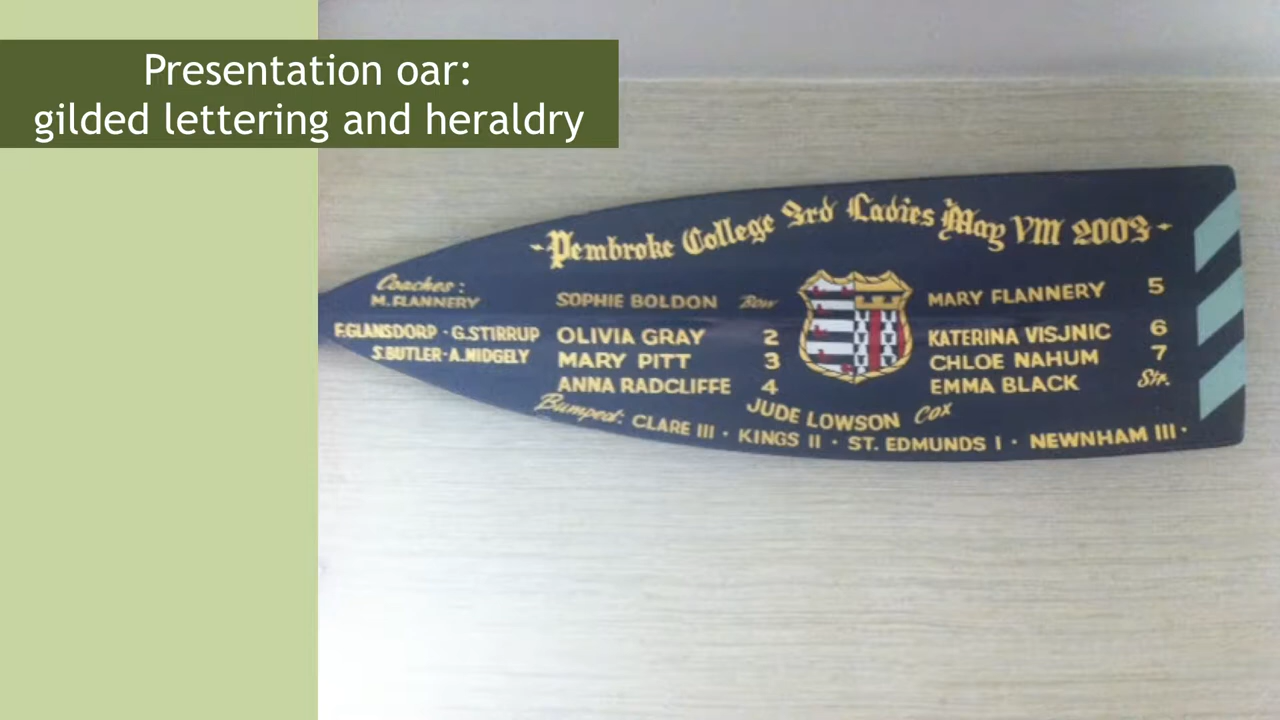 Presentation oar:
gilded lettering and heraldry
Pembroke College 3rd Ladies May VIII 2003
Coaches:
M. FLANNERY
F.GLANSDORP · G.STIRRUP
S.BUTLER · A.MIDGELY
SOPHIE BOLDON Bow
OLIVIA GRAY 2
MARY PITT 3
ANNA RADCLIFFE 4
MARY FLANNERY 5
KATERINA VISJNIC 6
CHLOE NAHUM 7
EMMA BLACK Str.
JUDE LOWSON Cox
Bumped: CLARE III · KINGS II · ST. EDMUNDS I · NEWNHAM III ·